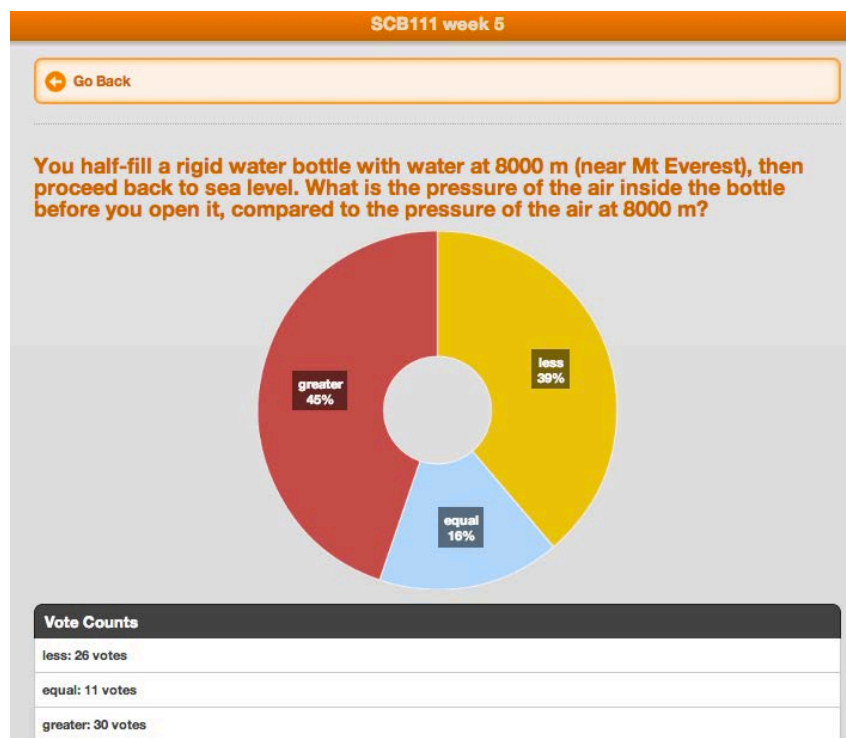 SCB111 week 5
Go Back
You half-fill a rigid water bottle with water at 8000 m (near Mt Everest), then
proceed back to sea level. What is the pressure of the air inside the bottle
before you open it, compared to the pressure of the air at 8000 m?
less
39%
greater
45%
equal
16%
Vote Counts
less: 26 votes
equal: 11 votes
greater: 30 votes